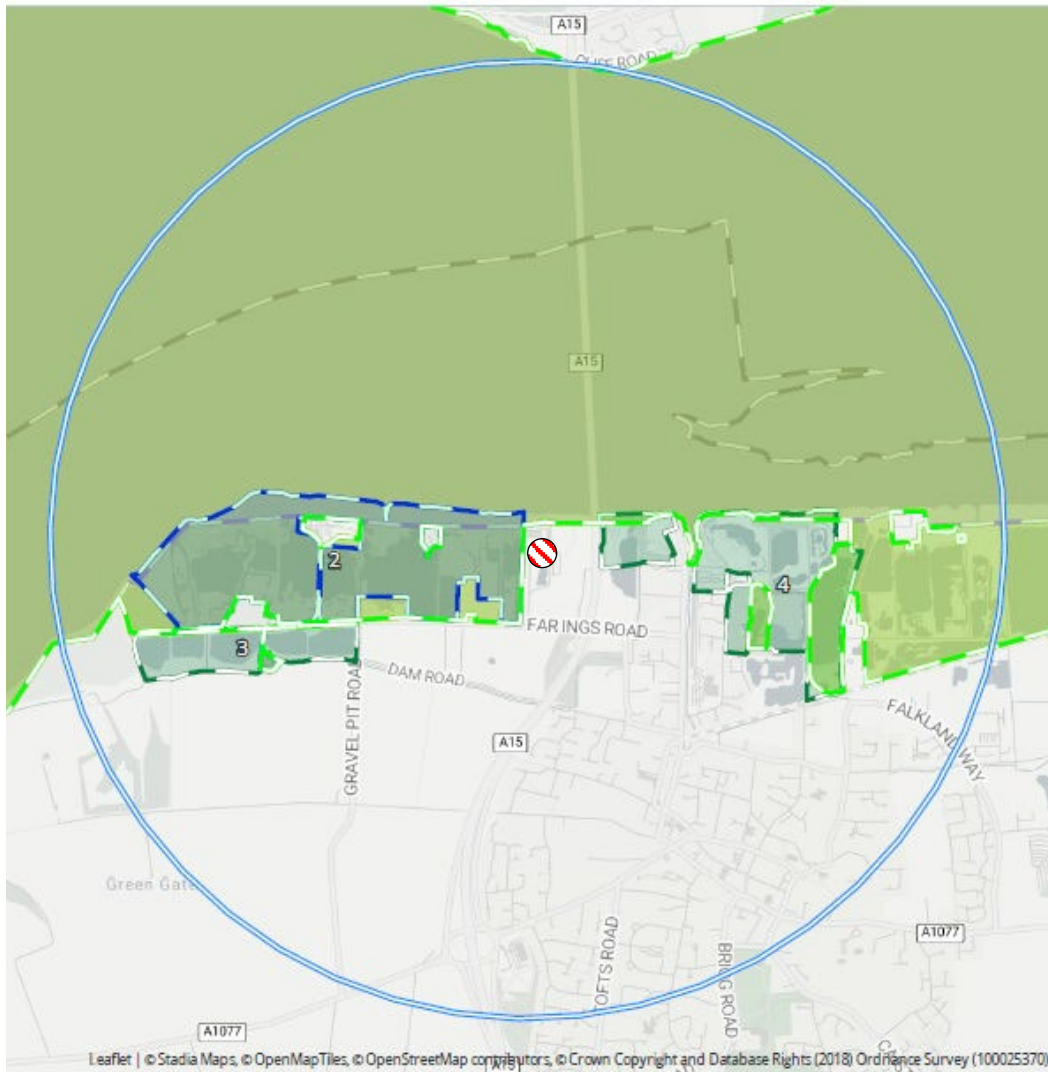 A15
CLIFF ROAD
A15
2
4
3
FAR INGS ROAD
DAM ROAD
GRAVEL PIT ROAD
FALKLAND WAY
A15
Green Gate
A1077
TOFTS ROAD
BRIGG ROAD
A1077
A15
Leaflet | © Stadia Maps, © OpenMapTiles, © OpenStreetMap contributors, © Crown Copyright and Database Rights (2018) Ordnance Survey (100025370)